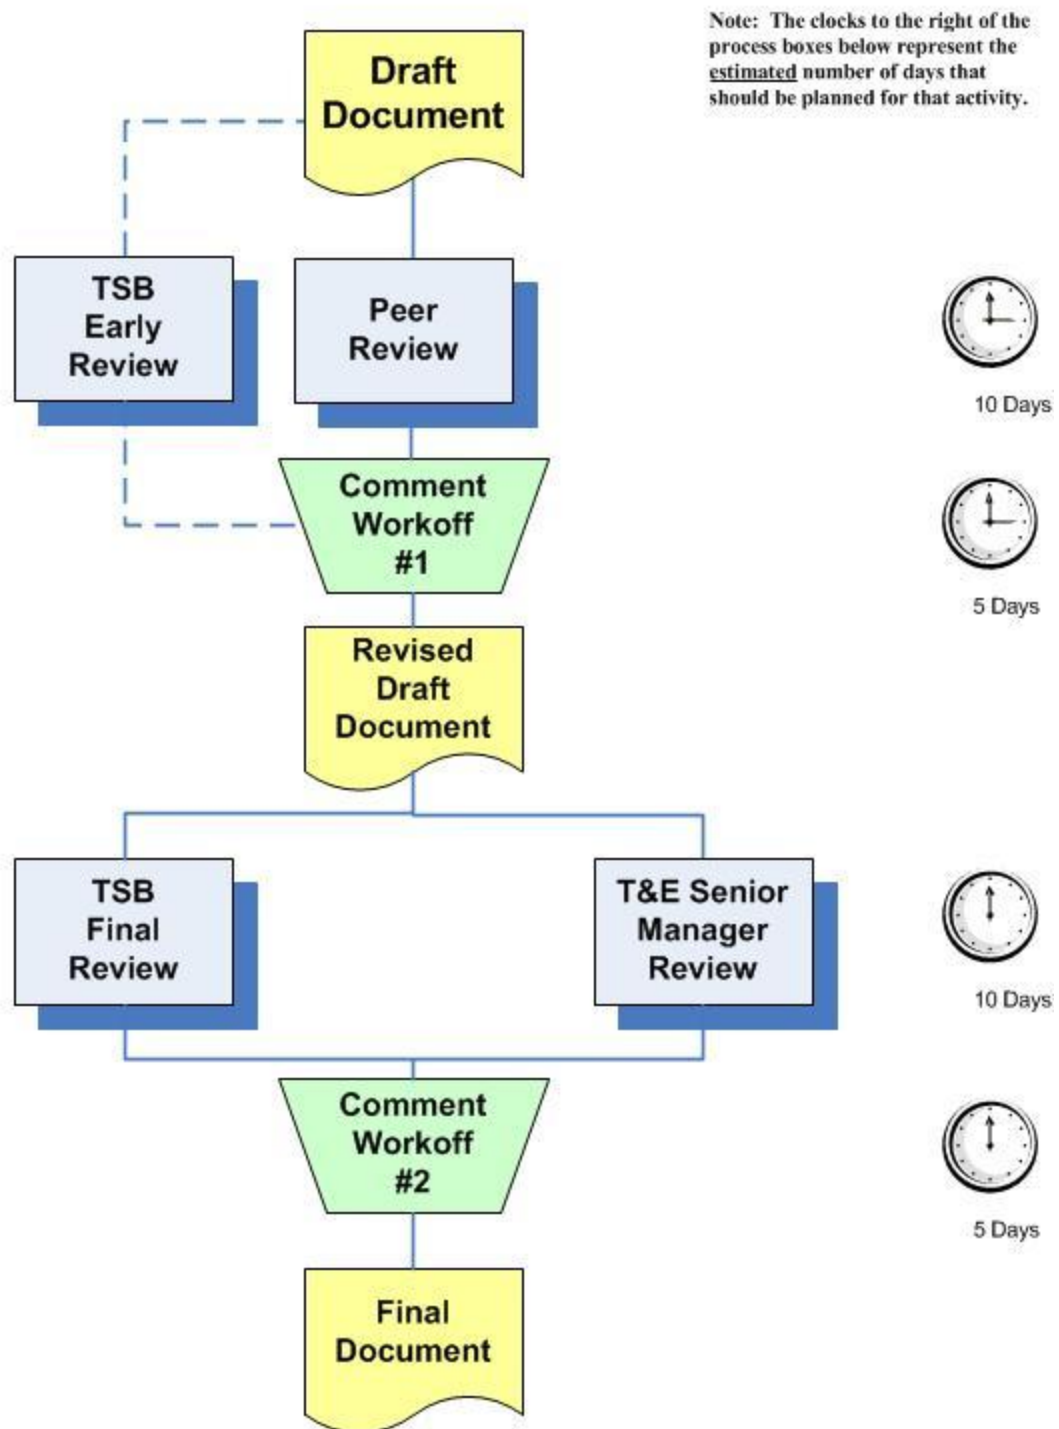 Note: The clocks to the right of the
process boxes below represent the
estimated number of days that
should be planned for that activity.
Draft
Document
TSB
Early
Review
Peer
Review
10 Days
Comment
Workoff
#1
5 Days
Revised
Draft
Document
TSB
Final
Review
T&E Senior
Manager
Review
10 Days
Comment
Workoff
#2
5 Days
Final
Document